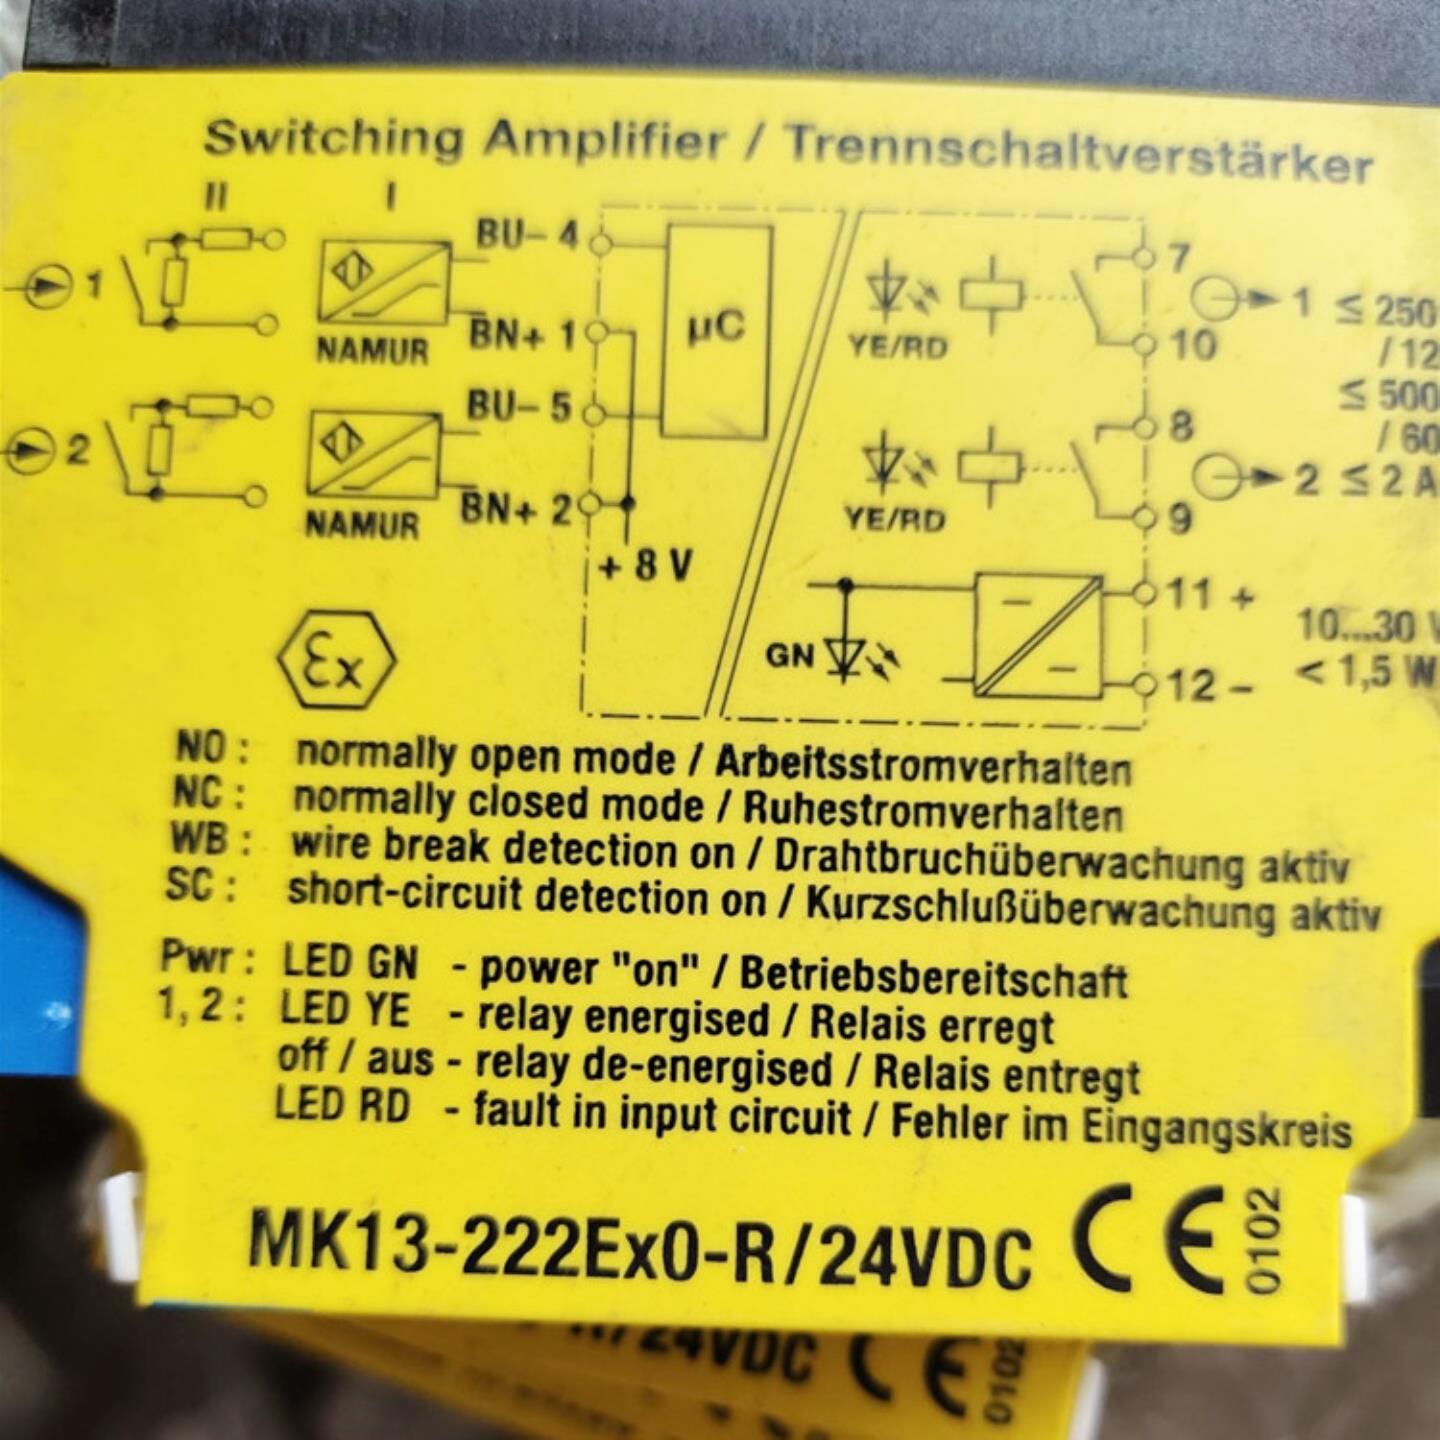 Switching Amplifier / Trennschaltverstärker
II I
1 NAMUR
BU– 4
BN+ 1
2 NAMUR
BU– 5
BN+ 2
+ 8 V
µC
YE/RD
7
10
1 ≤ 250
/ 12
≤ 500
/ 60
YE/RD
8
9
2 ≤ 2 A
GN
11 +
12 –
10...30 V
< 1,5 W
Ex
NO : normally open mode / Arbeitsstromverhalten
NC : normally closed mode / Ruhestromverhalten
WB : wire break detection on / Drahtbruchüberwachung aktiv
SC : short-circuit detection on / Kurzschlußüberwachung aktiv
Pwr : LED GN - power "on" / Betriebsbereitschaft
1, 2 : LED YE - relay energised / Relais erregt
off / aus - relay de-energised / Relais entregt
LED RD - fault in input circuit / Fehler im Eingangskreis
MK13-222Ex0-R/24VDC CE 0102
R/24VDC CE 0102